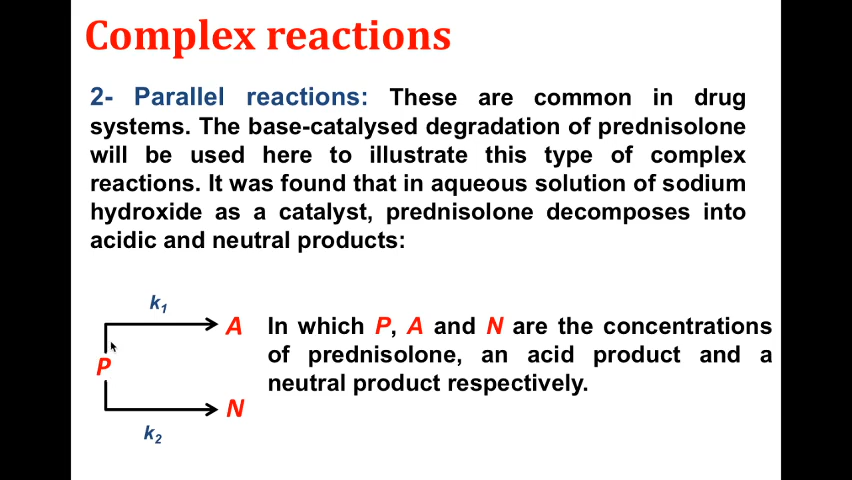 Complex reactions
2- Parallel reactions: These are common in drug
systems. The base-catalysed degradation of prednisolone
will be used here to illustrate this type of complex
reactions. It was found that in aqueous solution of sodium
hydroxide as a catalyst, prednisolone decomposes into
acidic and neutral products:
k1
A
P
N
k2
In which P, A and N are the concentrations
of prednisolone, an acid product and a
neutral product respectively.